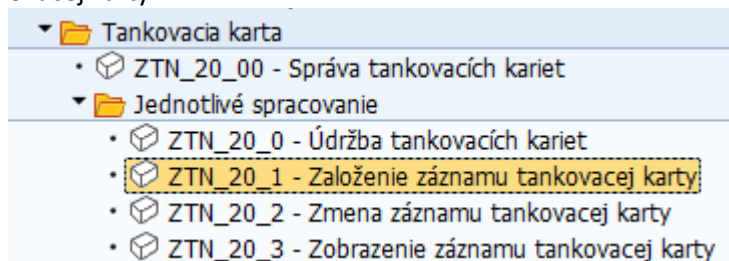 Tankovacia karta
ZTN_20_00 - Správa tankovacích kariet
Jednotlivé spracovanie
ZTN_20_0 - Údržba tankovacích kariet
ZTN_20_1 - Založenie záznamu tankovacej karty
ZTN_20_2 - Zmena záznamu tankovacej karty
ZTN_20_3 - Zobrazenie záznamu tankovacej karty